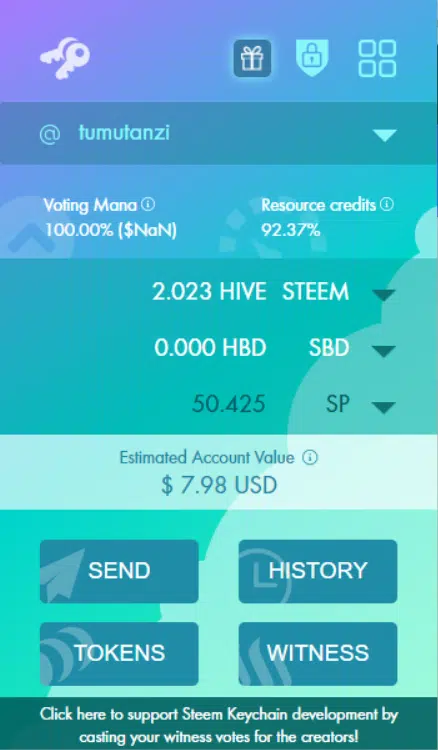 @ tumutanzi
Voting Mana Resource credits
100.00% ($NaN) 92.37%
2.023 HIVE STEEM
0.000 HBD SBD
50.425 SP
Estimated Account Value
$ 7.98 USD
SEND HISTORY
TOKENS WITNESS
Click here to support Steem Keychain development by
casting your witness votes for the creators!